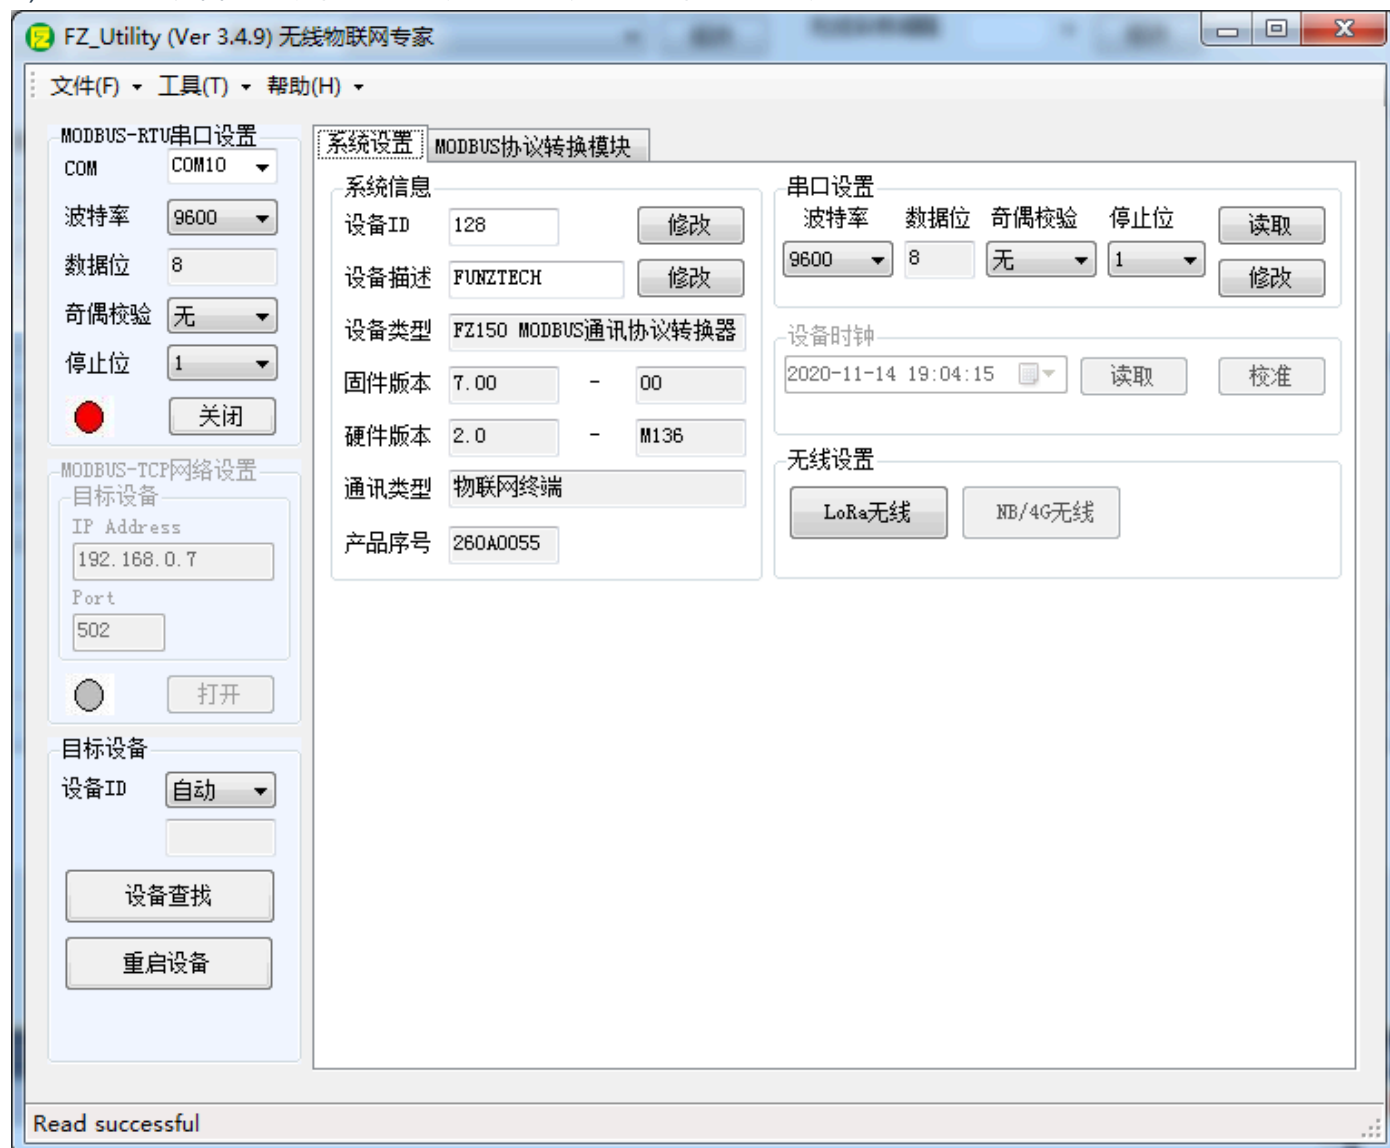 FZ_Utility (Ver 3.4.9) 无线物联网专家
文件(F) 工具(T) 帮助(H)
MODBUS-RTU串口设置
COM COM10
波特率 9600
数据位 8
奇偶校验 无
停止位 1
关闭
MODBUS-TCP网络设置
目标设备
IP Address
192.168.0.7
Port
502
打开
目标设备
设备ID 自动
设备查找
重启设备
系统设置 MODBUS协议转换模块
系统信息
设备ID 128 修改
设备描述 FUNZTECH 修改
设备类型 FZ150 MODBUS通讯协议转换器
固件版本 7.00 - 00
硬件版本 2.0 - M136
通讯类型 物联网终端
产品序号 260A0055
串口设置
波特率 数据位 奇偶校验 停止位 读取
9600 8 无 1 修改
设备时钟
2020-11-14 19:04:15 读取 校准
无线设置
LoRa无线 NB/4G无线
Read successful